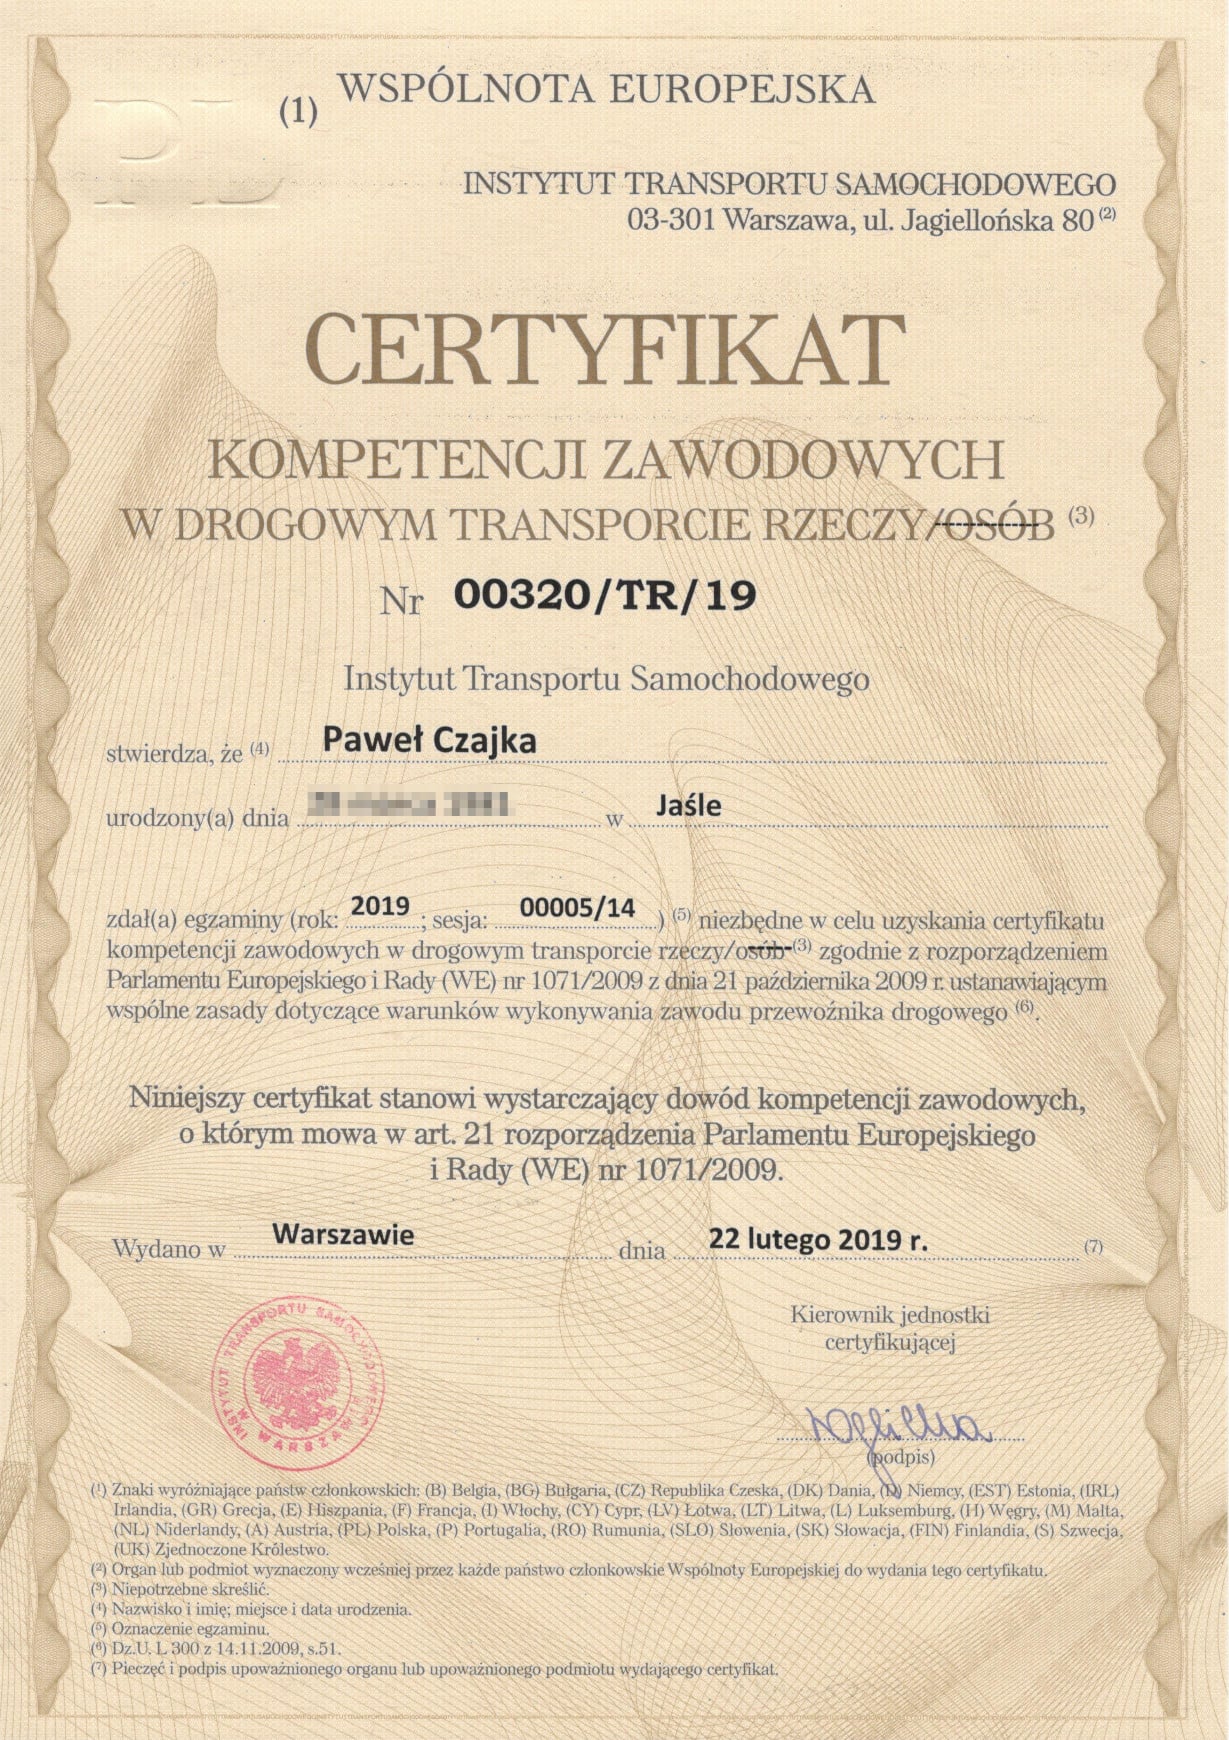 PL
(1) WSPÓLNOTA EUROPEJSKA
INSTYTUT TRANSPORTU SAMOCHODOWEGO
03-301 Warszawa, ul. Jagiellońska 80 (2)
CERTYFIKAT
KOMPETENCJI ZAWODOWYCH
W DROGOWYM TRANSPORCIE RZECZY/OSÓB (3)
Nr 00320/TR/19
Instytut Transportu Samochodowego
stwierdza, że (4) Paweł Czajka
urodzony(a) dnia w Jaśle
zdał(a) egzaminy (rok: 2019 ; sesja: 00005/14 ) (5) niezbędne w celu uzyskania certyfikatu
kompetencji zawodowych w drogowym transporcie rzeczy/osób (3) zgodnie z rozporządzeniem
Parlamentu Europejskiego i Rady (WE) nr 1071/2009 z dnia 21 października 2009 r. ustanawiającym
wspólne zasady dotyczące warunków wykonywania zawodu przewoźnika drogowego (6).
Niniejszy certyfikat stanowi wystarczający dowód kompetencji zawodowych,
o którym mowa w art. 21 rozporządzenia Parlamentu Europejskiego
i Rady (WE) nr 1071/2009.
Wydano w Warszawie dnia 22 lutego 2019 r. (7)
Kierownik jednostki
certyfikującej
(podpis)
INSTYTUT TRANSPORTU SAMOCHODOWEGO
W WARSZAWIE
(1) Znaki wyróżniające państw członkowskich: (B) Belgia, (BG) Bułgaria, (CZ) Republika Czeska, (DK) Dania, (D) Niemcy, (EST) Estonia, (IRL)
Irlandia, (GR) Grecja, (E) Hiszpania, (F) Francja, (I) Włochy, (CY) Cypr, (LV) Łotwa, (LT) Litwa, (L) Luksemburg, (H) Węgry, (M) Malta,
(NL) Niderlandy, (A) Austria, (PL) Polska, (P) Portugalia, (RO) Rumunia, (SLO) Słowenia, (SK) Słowacja, (FIN) Finlandia, (S) Szwecja,
(UK) Zjednoczone Królestwo.
(2) Organ lub podmiot wyznaczony wcześniej przez każde państwo członkowskie Wspólnoty Europejskiej do wydania tego certyfikatu.
(3) Niepotrzebne skreślić.
(4) Nazwisko i imię; miejsce i data urodzenia.
(5) Oznaczenie egzaminu.
(6) Dz.U. L 300 z 14.11.2009, s.51.
(7) Pieczęć i podpis upoważnionego organu lub upoważnionego podmiotu wydającego certyfikat.